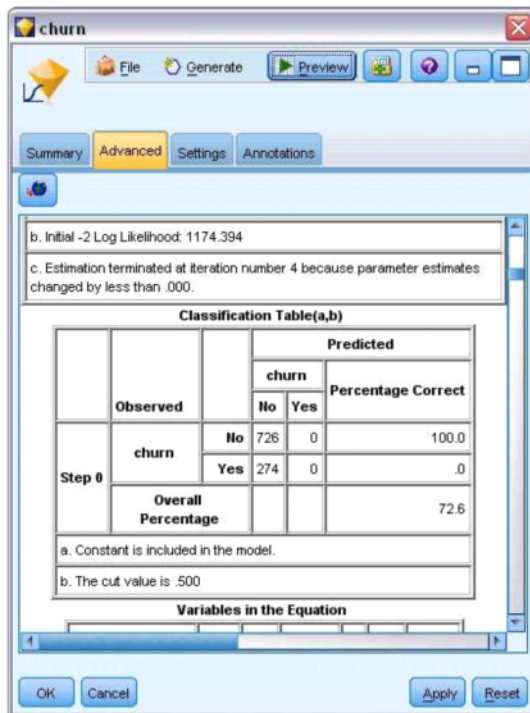 churn
File Generate Preview
Summary Advanced Settings Annotations
b. Initial -2 Log Likelihood: 1174.394
c. Estimation terminated at iteration number 4 because parameter estimates
changed by less than .000.
Classification Table(a,b)
Predicted
churn
Percentage Correct
Observed
No Yes
No 726 0 100.0
churn
Yes 274 0 .0
Step 0
Overall
Percentage
72.6
a. Constant is included in the model.
b. The cut value is .500
Variables in the Equation
OK Cancel Apply Reset